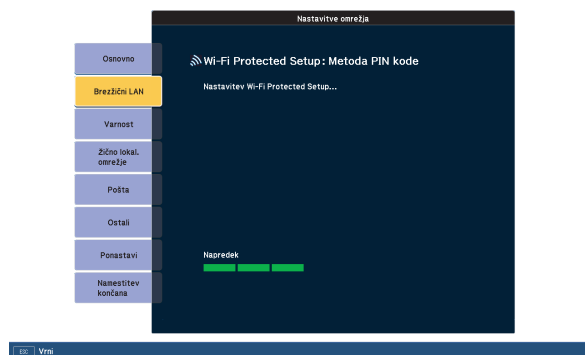 Nastavitve omrežja
Osnovno
Brezžični LAN
Varnost
Žično lokal.
omrežje
Pošta
Ostali
Ponastavi
Namestitev
končana
Wi-Fi Protected Setup: Metoda PIN kode
Nastavitev Wi-Fi Protected Setup...
Napredek
Esc Vrni